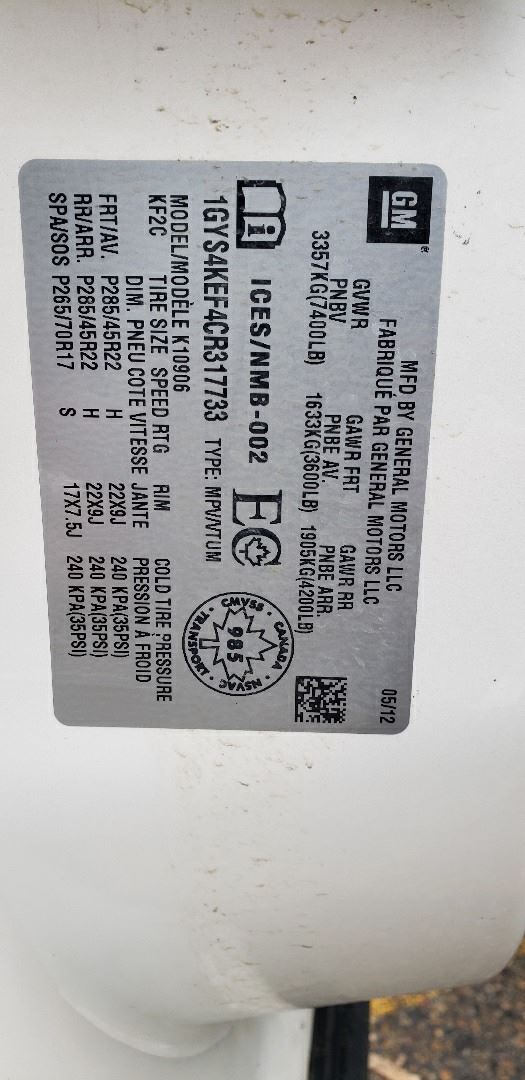 GM
MFD BY GENERAL MOTORS LLC
FABRIQUÉ PAR GENERAL MOTORS LLC
05/12
GVWR GAWR FRT GAWR RR
PNBV PNBE AV. PNBE ARR.
3357KG(7400LB) 1633KG(3600LB) 1905KG(4200LB)
i ICES/NMB-002 EC
CMVSS · CANADA · NSVAC · TRANSPORT ·
985
1GYS4KEF4CR317733 TYPE: MPV/VTUM
MODEL/MODÈLE K10906
KF2C TIRE SIZE SPEED RTG RIM COLD TIRE PRESSURE
DIM. PNEU COTE VITESSE JANTE PRESSION À FROID
FRT/AV. P285/45R22 H 22X9J 240 KPA(35PSI)
RR/ARR. P285/45R22 H 22X9J 240 KPA(35PSI)
SPA/SOS P265/70R17 S 17X7.5J 240 KPA(35PSI)